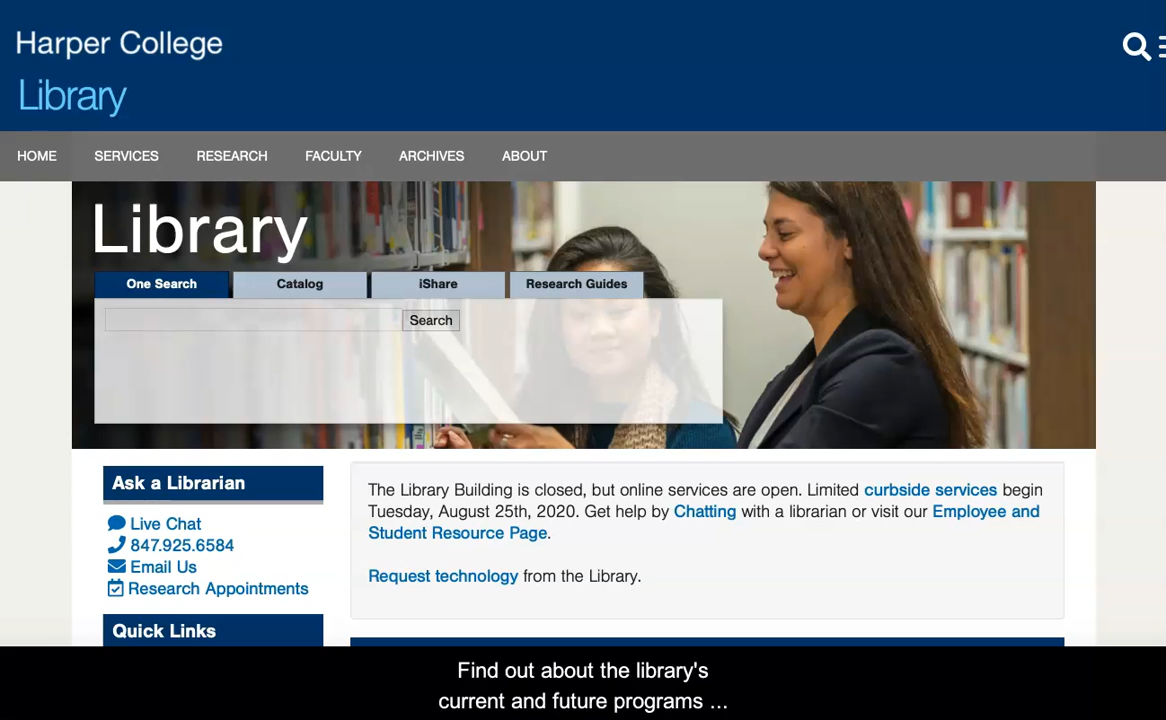 Harper College
Library
HOME SERVICES RESEARCH FACULTY ARCHIVES ABOUT
Library
One Search Catalog iShare Research Guides
Search
Ask a Librarian
Live Chat
847.925.6584
Email Us
Research Appointments
Quick Links
The Library Building is closed, but online services are open. Limited curbside services begin
Tuesday, August 25th, 2020. Get help by Chatting with a librarian or visit our Employee and
Student Resource Page.
Request technology from the Library.
Find out about the library's
current and future programs ...